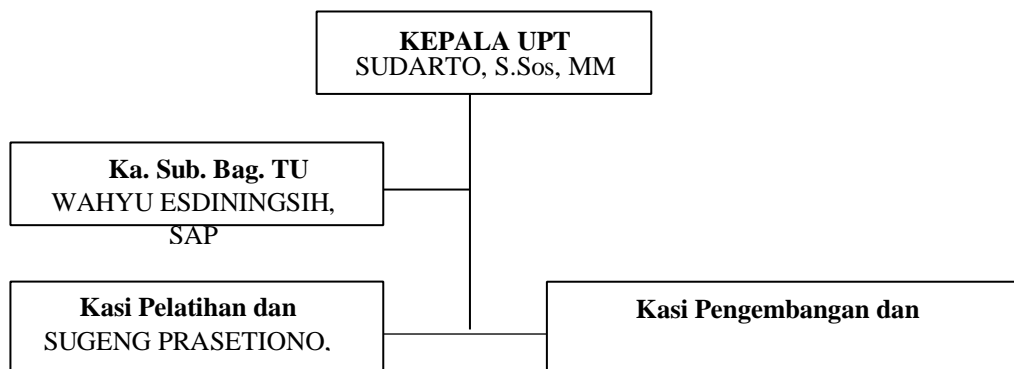 KEPALA UPT
SUDARTO, S.Sos, MM
Ka. Sub. Bag. TU
WAHYU ESDININGSIH,
SAP
Kasi Pelatihan dan
SUGENG PRASETIONO,
Kasi Pengembangan dan